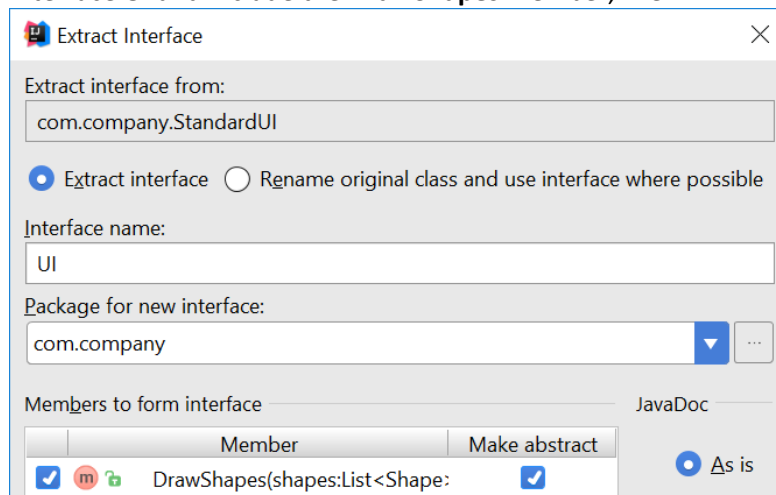 Extract Interface
Extract interface from:
com.company.StandardUI
Extract interface Rename original class and use interface where possible
Interface name:
UI
Package for new interface:
com.company ...
Members to form interface JavaDoc
Member Make abstract
m DrawShapes(shapes:List<Shape> As is